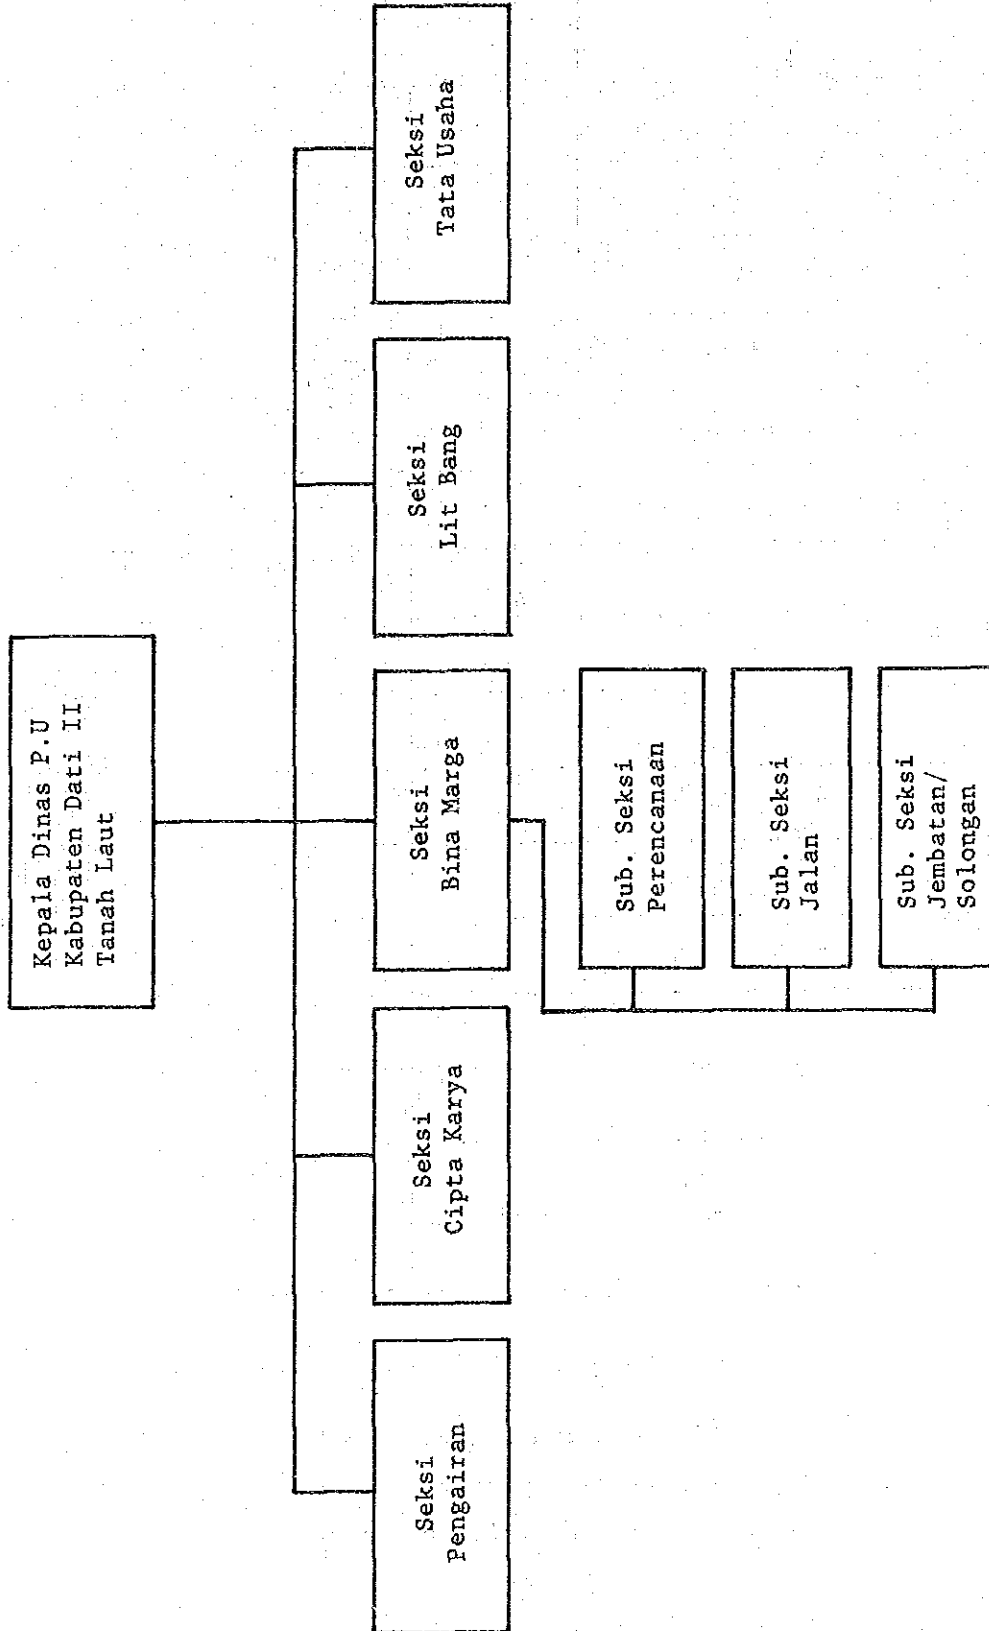 Kepala Dinas P.U
Kabupaten Dati II
Tanah Laut
Seksi
Pengairan
Seksi
Cipta Karya
Seksi
Bina Marga
Seksi
Lit Bang
Seksi
Tata Usaha
Sub. Seksi
Perencanaan
Sub. Seksi
Jalan
Sub. Seksi
Jembatan/
Solongan